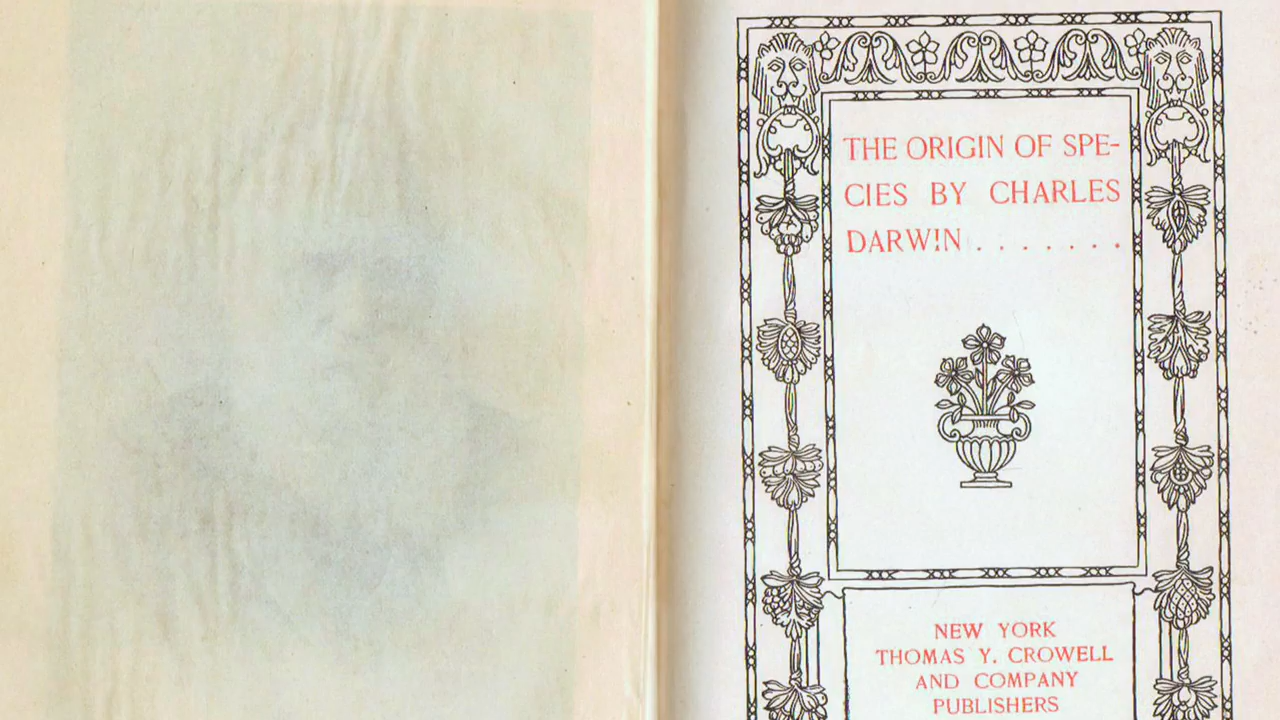 THE ORIGIN OF SPE-
CIES BY CHARLES
DARWIN . . . . . . .
NEW YORK
THOMAS Y. CROWELL
AND COMPANY
PUBLISHERS